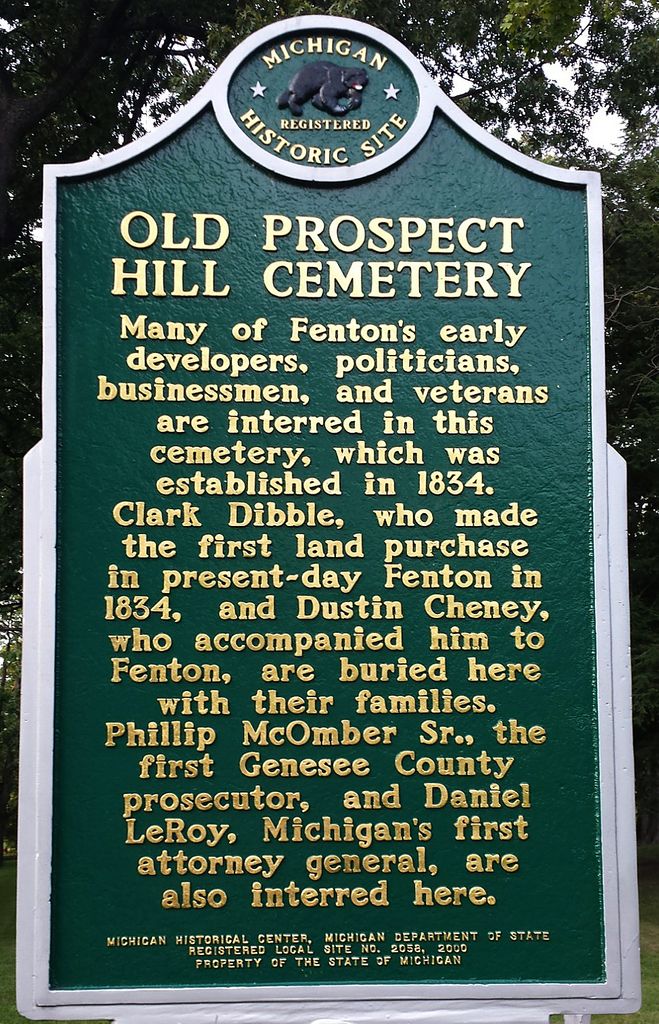 MICHIGAN
REGISTERED
HISTORIC SITE
OLD PROSPECT
HILL CEMETERY
Many of Fenton's early
developers, politicians,
businessmen, and veterans
are interred in this
cemetery, which was
established in 1834.
Clark Dibble, who made
the first land purchase
in present-day Fenton in
1834, and Dustin Cheney,
who accompanied him to
Fenton, are buried here
with their families.
Phillip McOmber Sr., the
first Genesee County
prosecutor, and Daniel
LeRoy, Michigan's first
attorney general, are
also interred here.
MICHIGAN HISTORICAL CENTER, MICHIGAN DEPARTMENT OF STATE
REGISTERED LOCAL SITE NO. 2058, 2000
PROPERTY OF THE STATE OF MICHIGAN